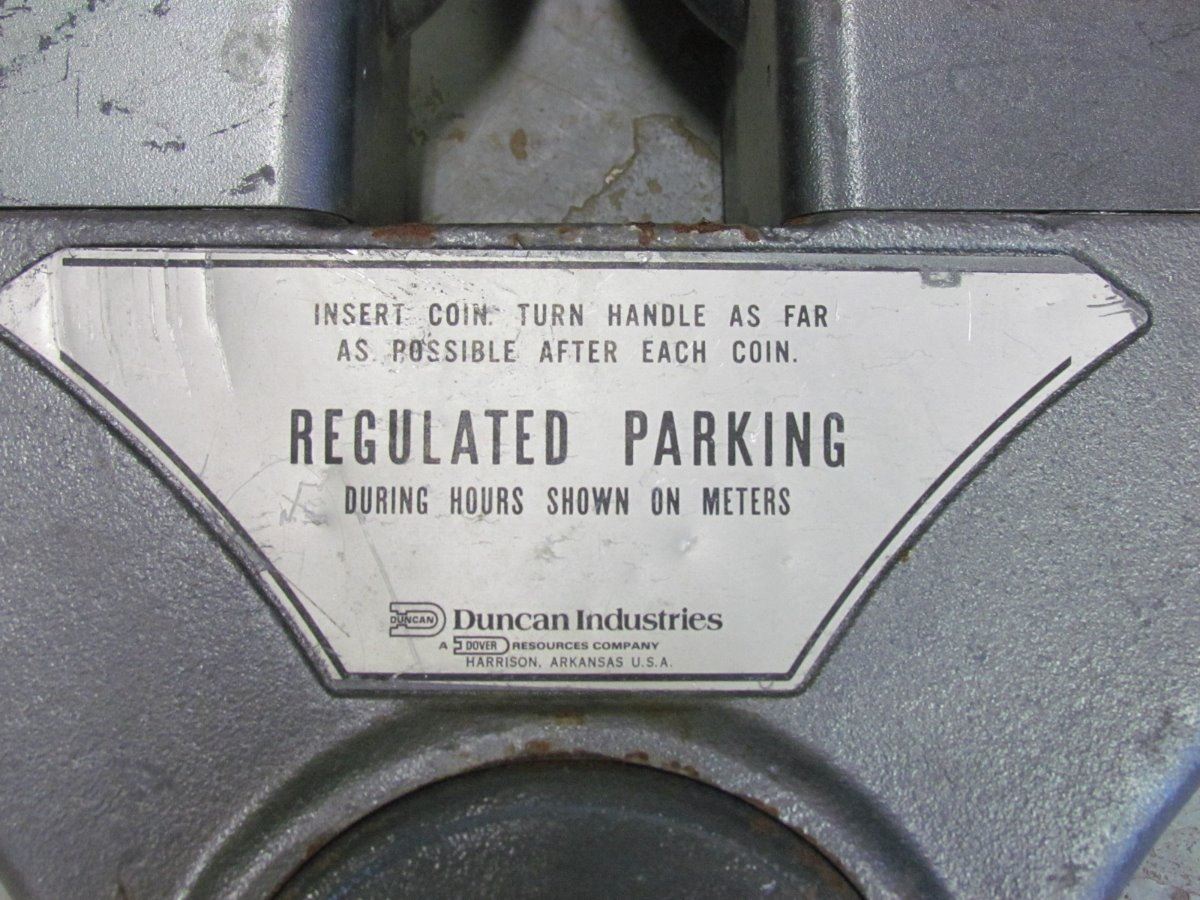 INSERT COIN. TURN HANDLE AS FAR
AS POSSIBLE AFTER EACH COIN.
REGULATED PARKING
DURING HOURS SHOWN ON METERS
DUNCAN Duncan Industries
A DOVER RESOURCES COMPANY
HARRISON, ARKANSAS U.S.A.